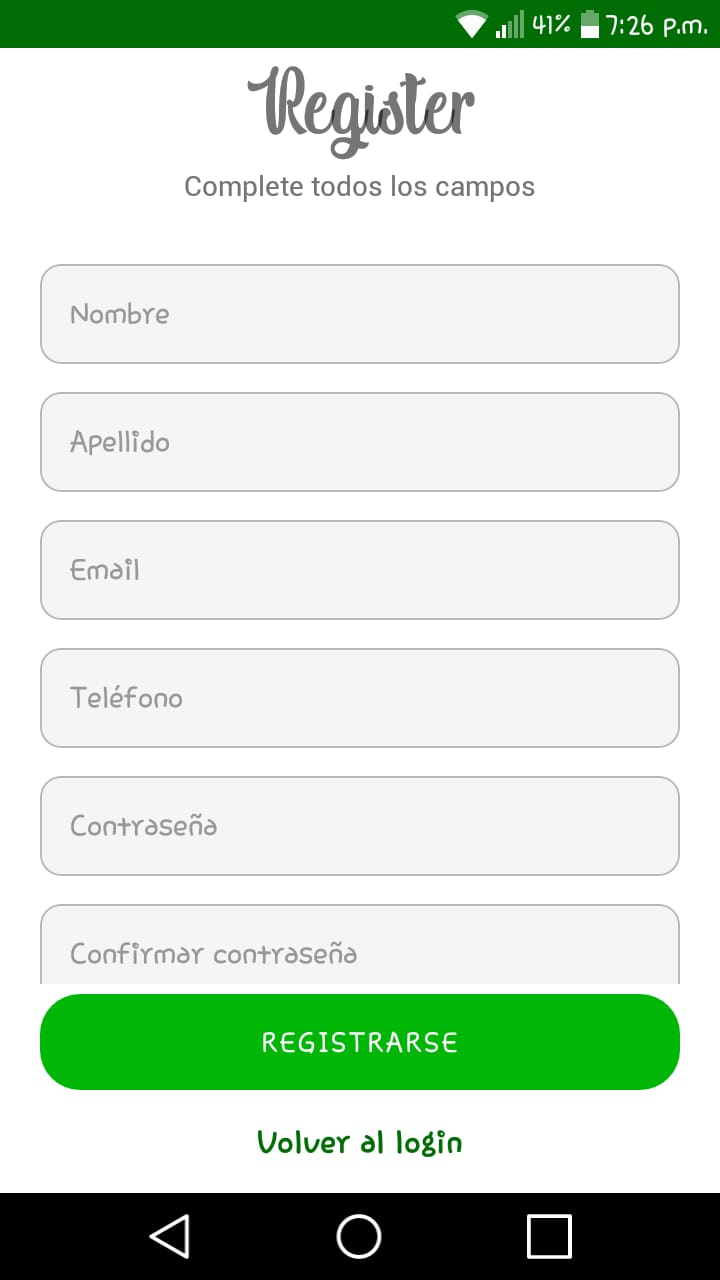 41% 7:26 p.m.
Register
Complete todos los campos
Nombre
Apellido
Email
Teléfono
Contraseña
Confirmar contraseña
REGISTRARSE
Volver al login